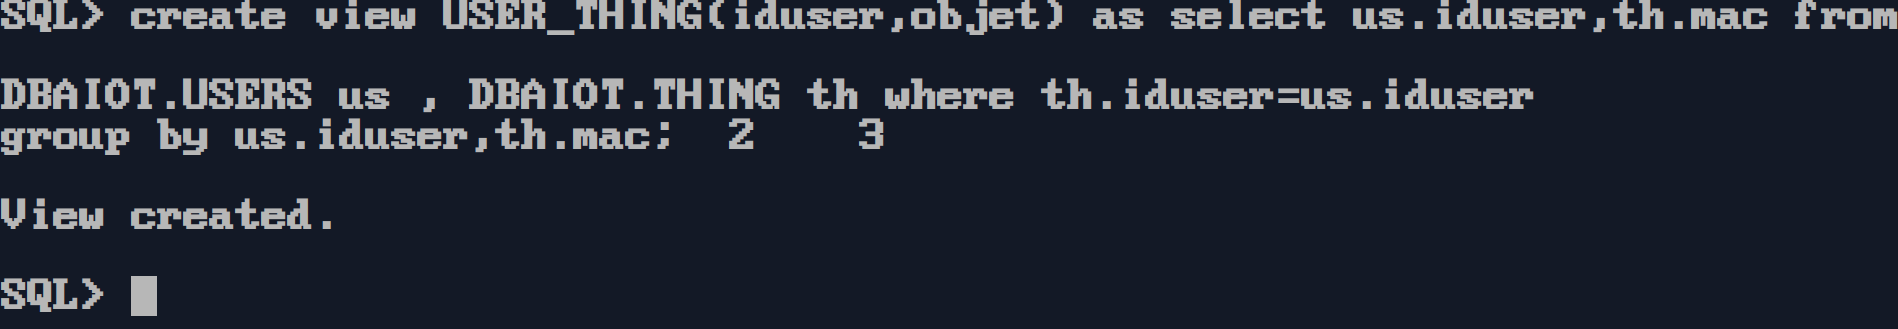 SQL> create view USER_THING(iduser,objet) as select us.iduser,th.mac from
DBAIOT.USERS us , DBAIOT.THING th where th.iduser=us.iduser
group by us.iduser,th.mac;  2    3
View created.
SQL>